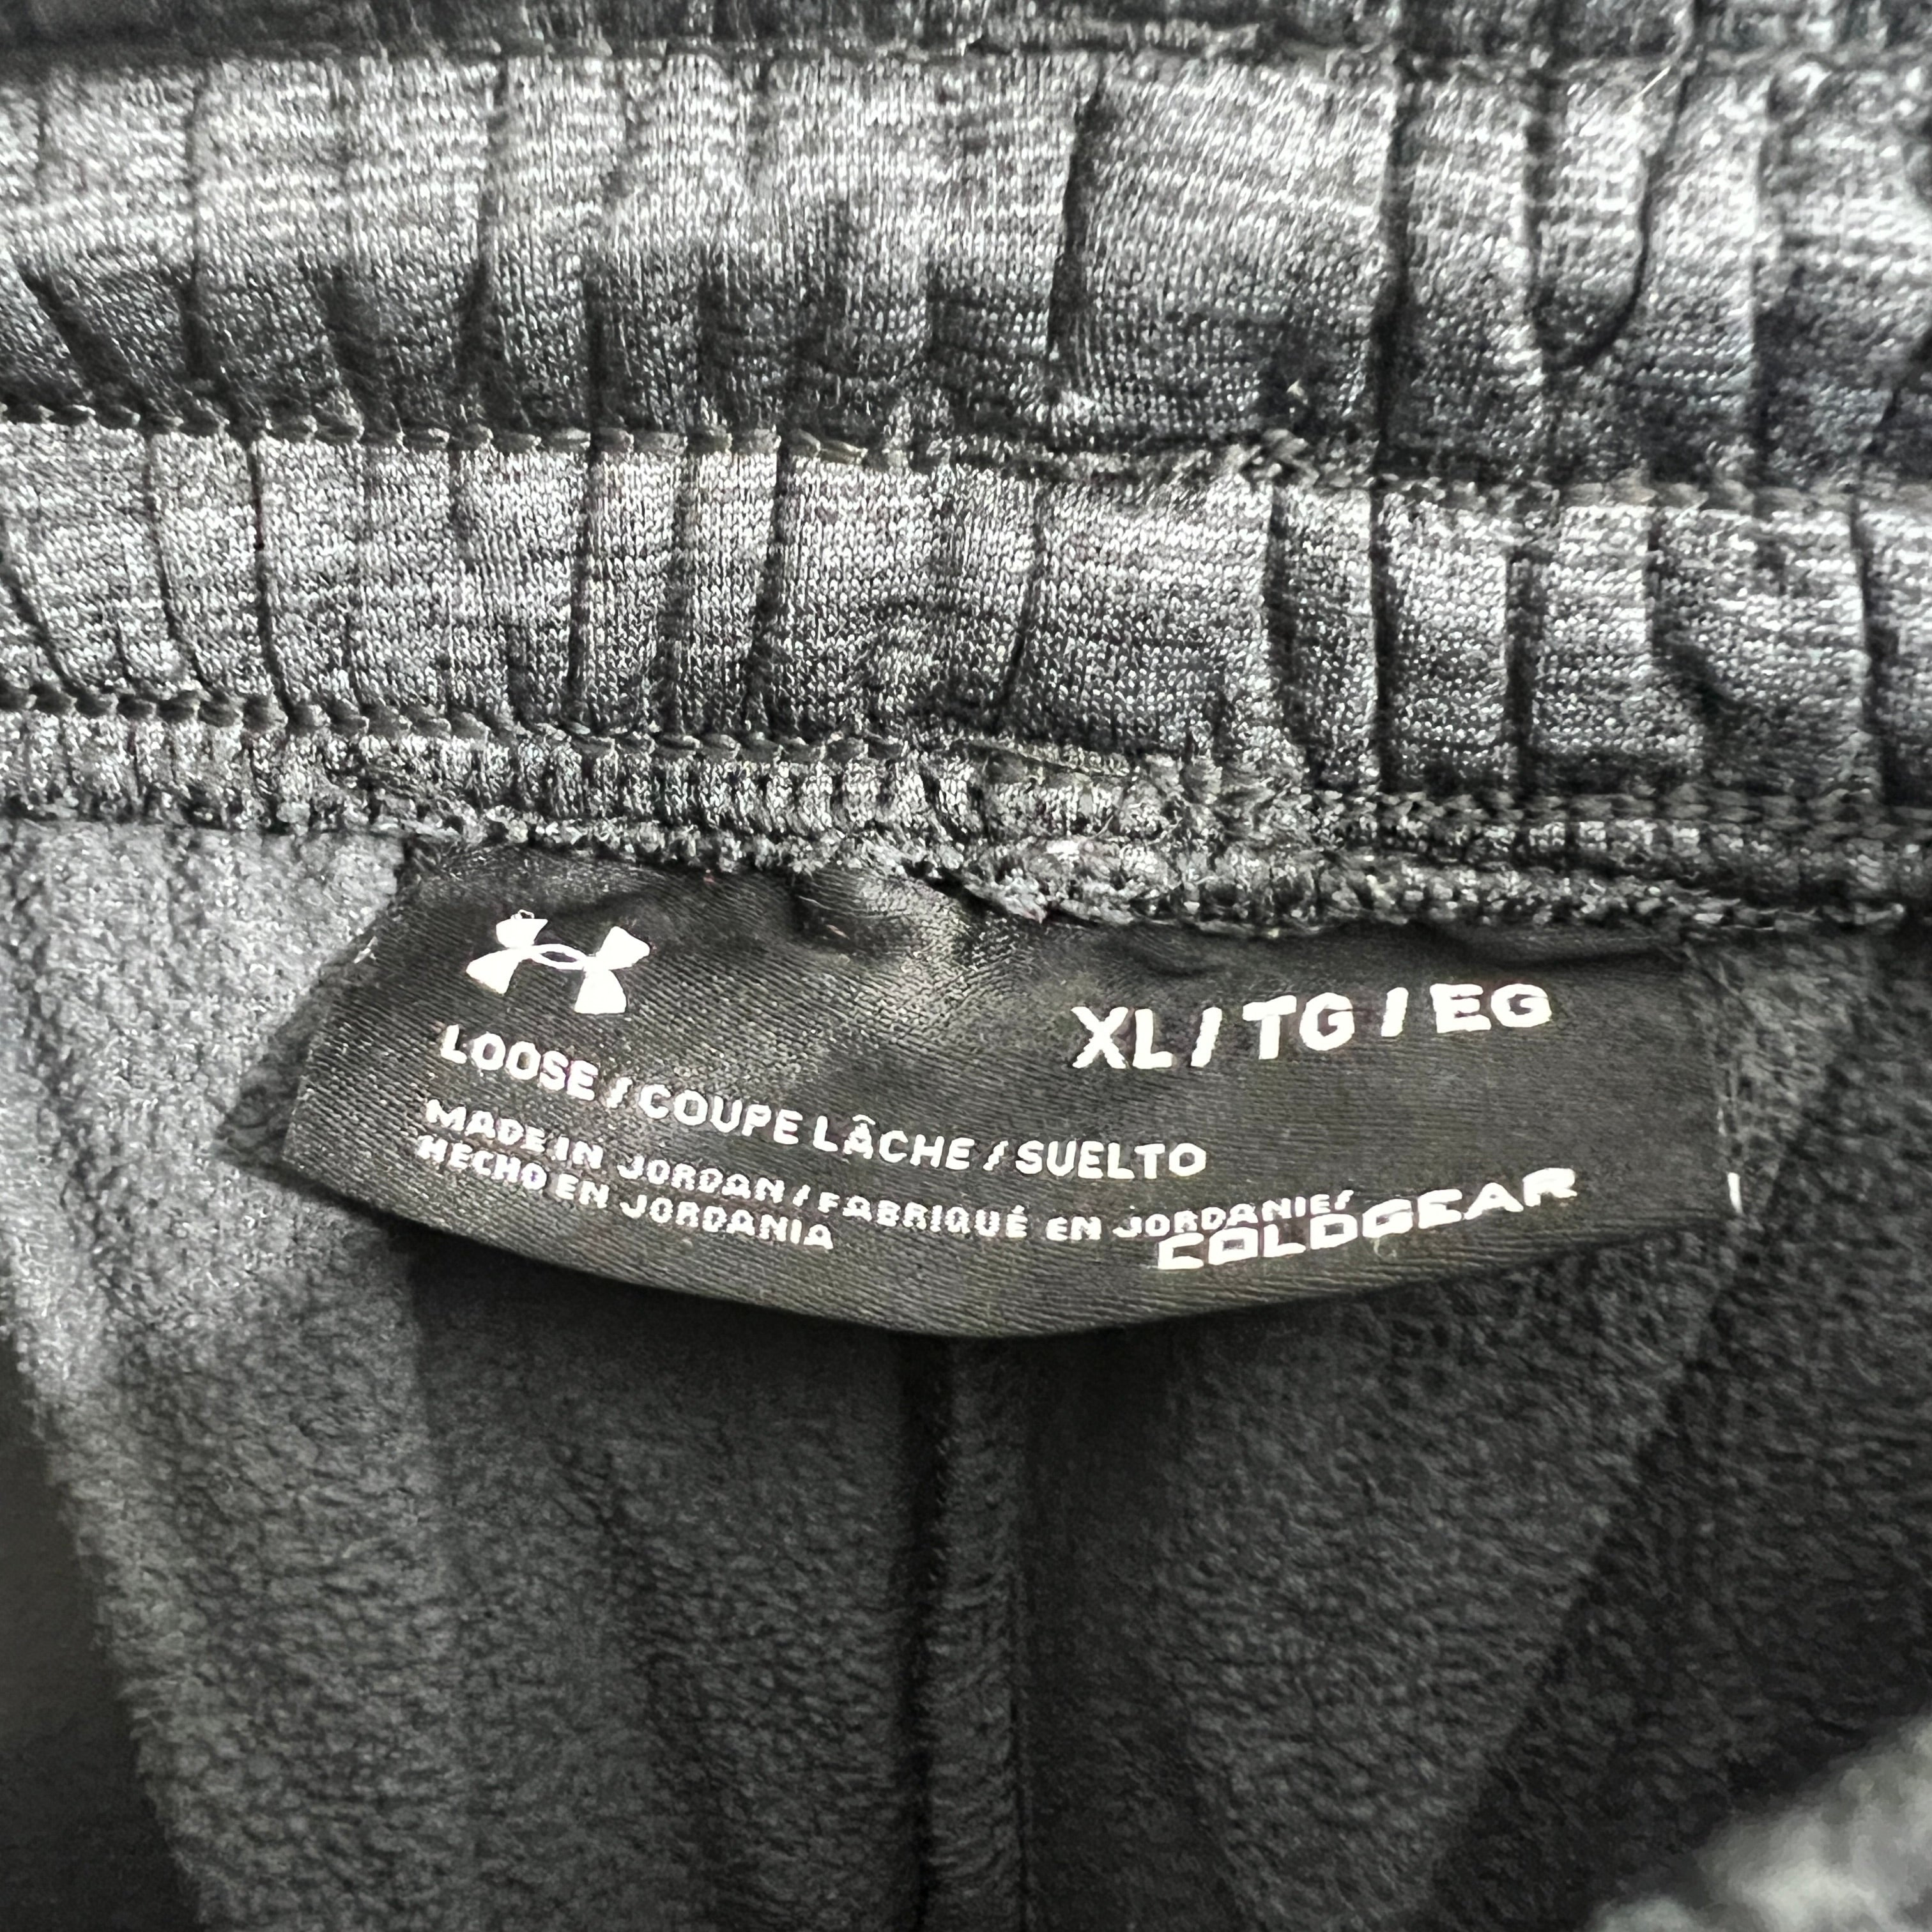 XL / TG / EG
LOOSE / COUPE LÂCHE / SUELTO
MADE IN JORDAN / FABRIQUÉ EN JORDANIE/
HECHO EN JORDANIA
COLDGEAR